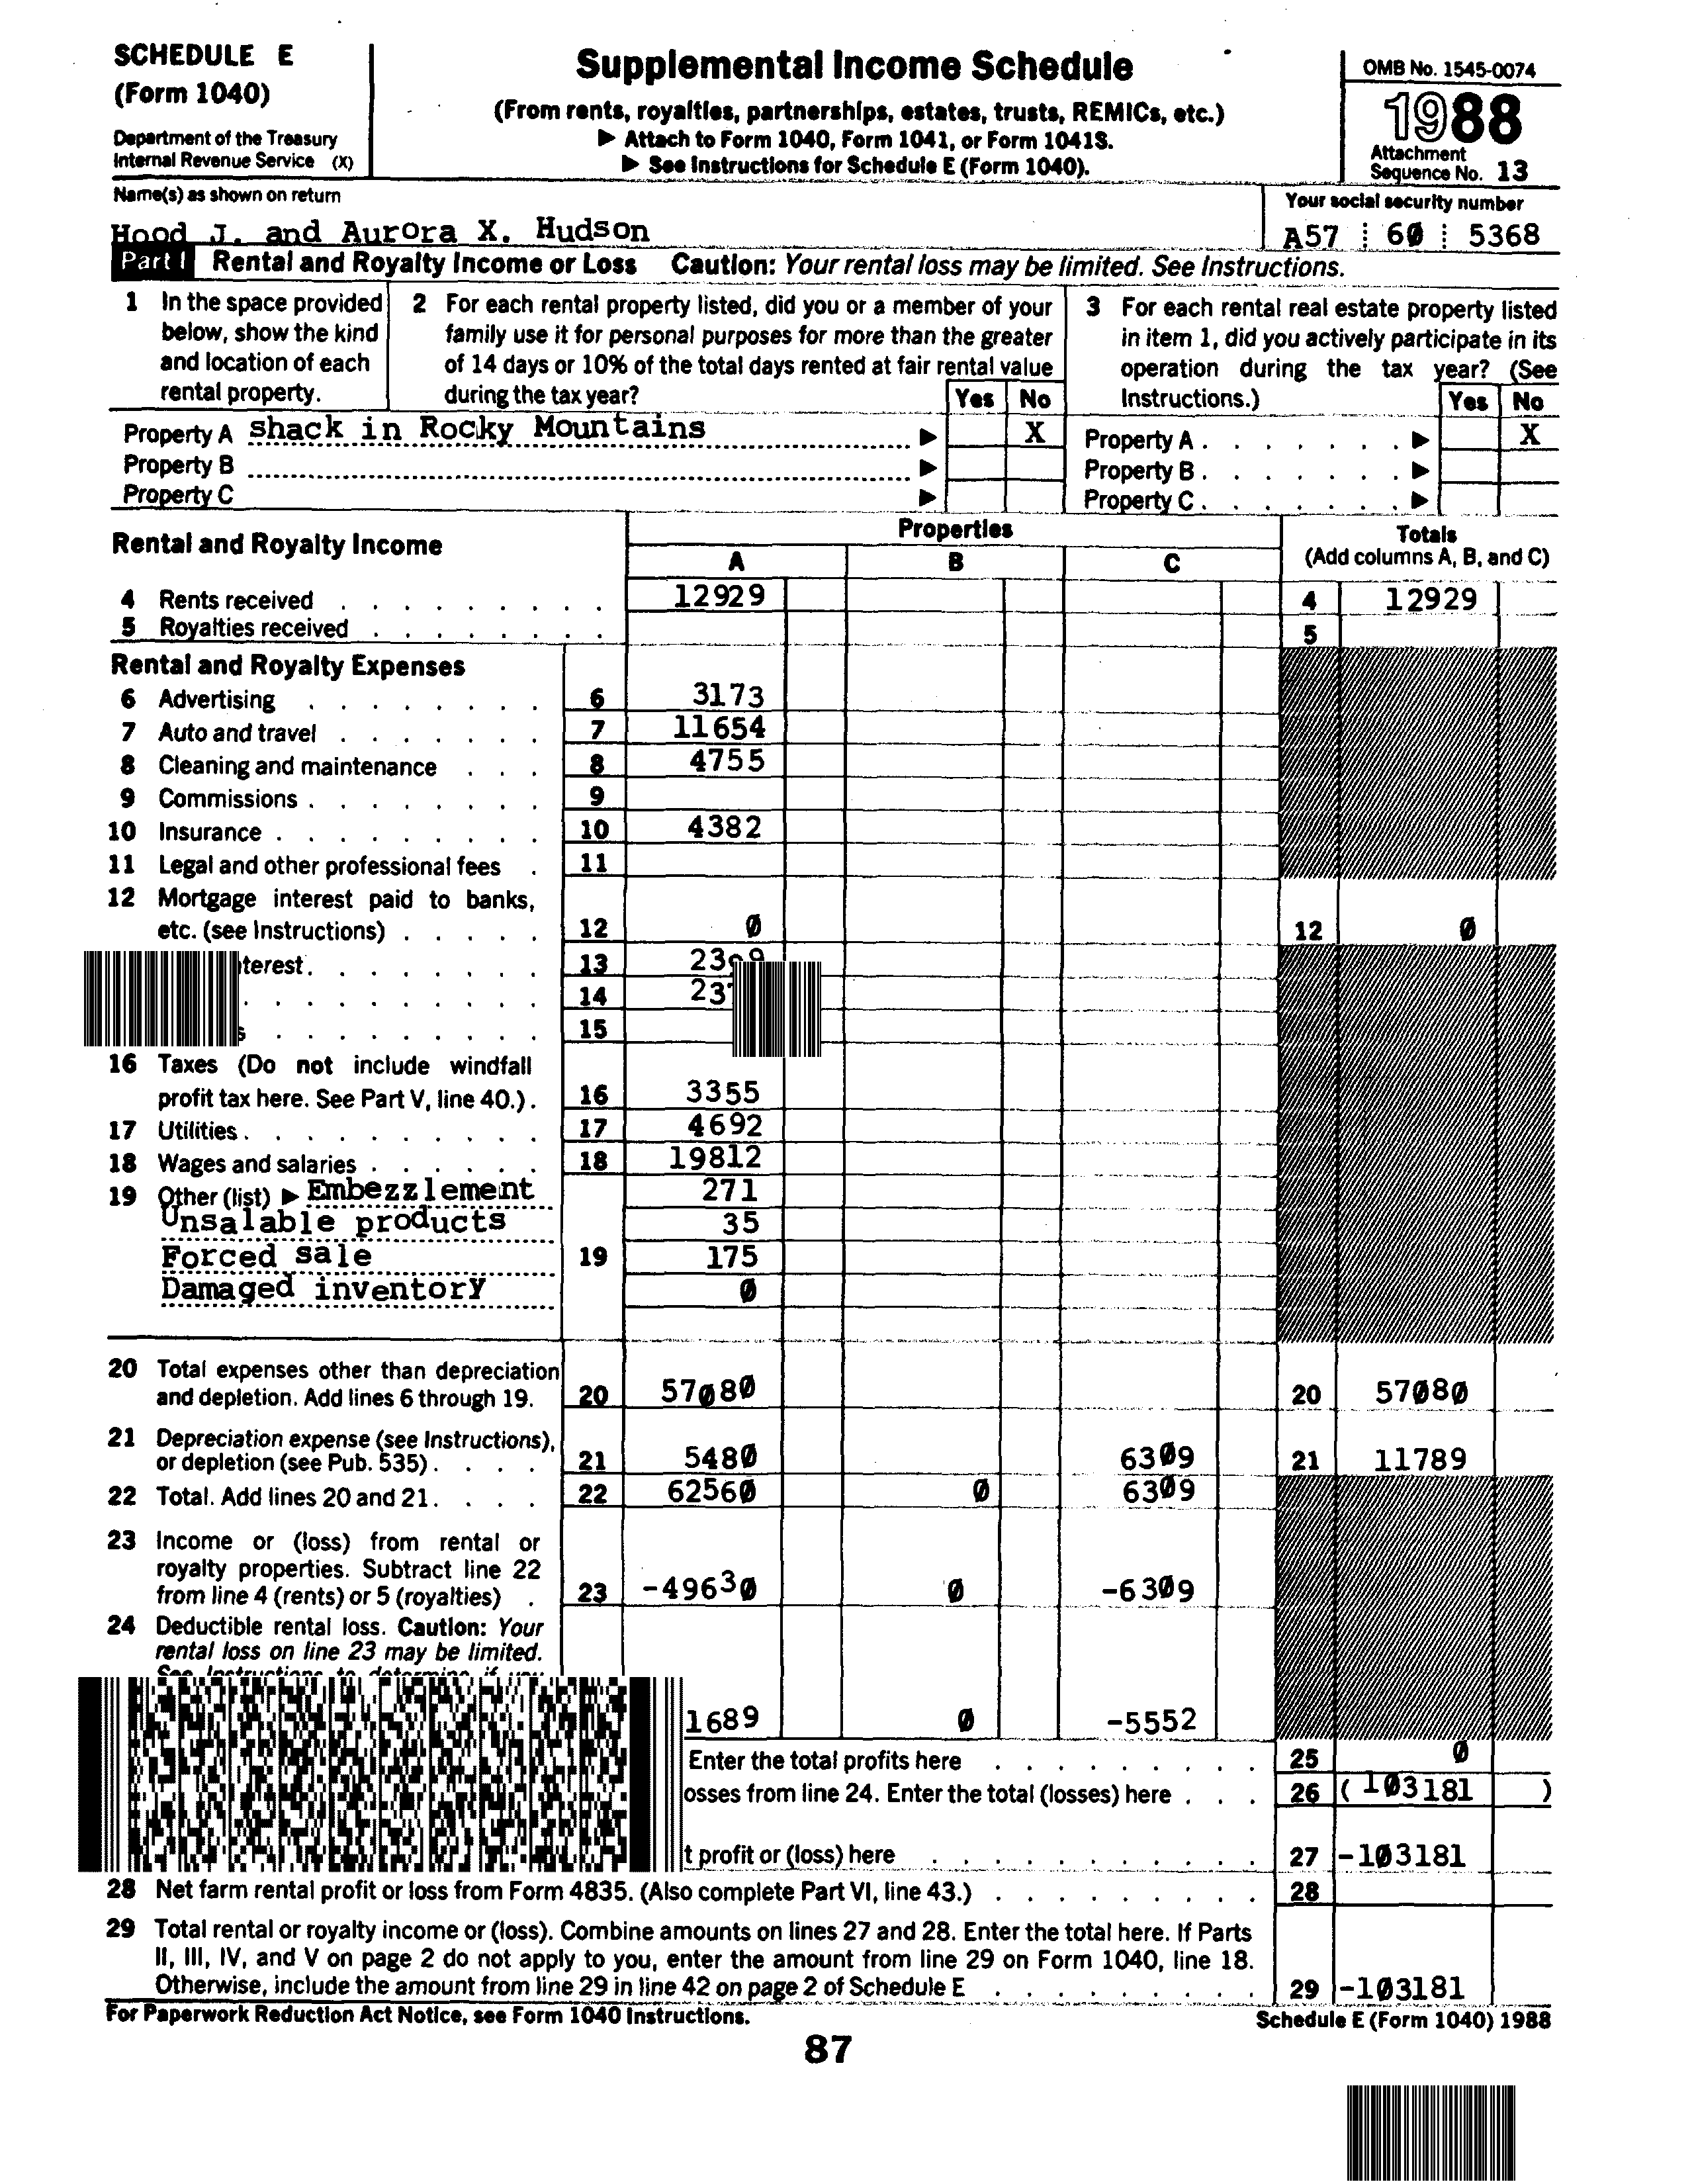 SCHEDULE E
(Form 1040)
Department of the Treasury
Internal Revenue Service (X)
Supplemental Income Schedule
(From rents, royalties, partnerships, estates, trusts, REMICs, etc.)
▶ Attach to Form 1040, Form 1041, or Form 1041S.
▶ See Instructions for Schedule E (Form 1040).
OMB No. 1545-0074
1988
Attachment
Sequence No. 13
Name(s) as shown on return
Hood J. and Aurora X. Hudson
Your social security number
A57 60 5368
Part I Rental and Royalty Income or Loss Caution: Your rental loss may be limited. See Instructions.
1 In the space provided
below, show the kind
and location of each
rental property.
2 For each rental property listed, did you or a member of your
family use it for personal purposes for more than the greater
of 14 days or 10% of the total days rented at fair rental value
during the tax year? Yes No
3 For each rental real estate property listed
in item 1, did you actively participate in its
operation during the tax year? (See
Instructions.) Yes No
Property A shack in Rocky Mountains ▶ X Property A . . . . . . . ▶ X
Property B ▶ Property B . . . . . . . ▶
Property C ▶ Property C . . . . . . . ▶
Rental and Royalty Income
Properties
A B C
Totals
(Add columns A, B, and C)
4 Rents received . . . . . . . . . 12929 4 12929
5 Royalties received . . . . . . . . 5
Rental and Royalty Expenses
6 Advertising . . . . . . . . 6 3173
7 Auto and travel . . . . . . . 7 11654
8 Cleaning and maintenance . . . 8 4755
9 Commissions . . . . . . . . 9
10 Insurance . . . . . . . . . 10 4382
11 Legal and other professional fees . 11
12 Mortgage interest paid to banks,
etc. (see Instructions) . . . . . 12 0 12 0
terest . . . . . . . . 13
. . . . . . . . . . 14
s . . . . . . . . . 15
16 Taxes (Do not include windfall
profit tax here. See Part V, line 40.) . 16 3355
17 Utilities . . . . . . . . . . 17 4692
18 Wages and salaries . . . . . . 18 19812
19 Other (list) ▶ Embezzlement 271
Unsalable products 35
Forced sale 19 175
Damaged inventory 0
20 Total expenses other than depreciation
and depletion. Add lines 6 through 19. 20 57080 20 57080
21 Depreciation expense (see Instructions),
or depletion (see Pub. 535) . . . . 21 5480 6309 21 11789
22 Total. Add lines 20 and 21. . . . 22 62560 0 6309
23 Income or (loss) from rental or
royalty properties. Subtract line 22
from line 4 (rents) or 5 (royalties) . 23 -49630 0 -6309
24 Deductible rental loss. Caution: Your
rental loss on line 23 may be limited.
See Instructions to determine if you
1689 0 -5552
Enter the total profits here . . . . . . . . . 25 0
osses from line 24. Enter the total (losses) here . . . 26 ( 103181 )
t profit or (loss) here . . . . . . . . . . . . 27 -103181
28 Net farm rental profit or loss from Form 4835. (Also complete Part VI, line 43.) . . . . . . . . . 28
29 Total rental or royalty income or (loss). Combine amounts on lines 27 and 28. Enter the total here. If Parts
II, III, IV, and V on page 2 do not apply to you, enter the amount from line 29 on Form 1040, line 18.
Otherwise, include the amount from line 29 in line 42 on page 2 of Schedule E . . . . . . . . . 29 -103181
For Paperwork Reduction Act Notice, see Form 1040 Instructions. Schedule E (Form 1040) 1988
87